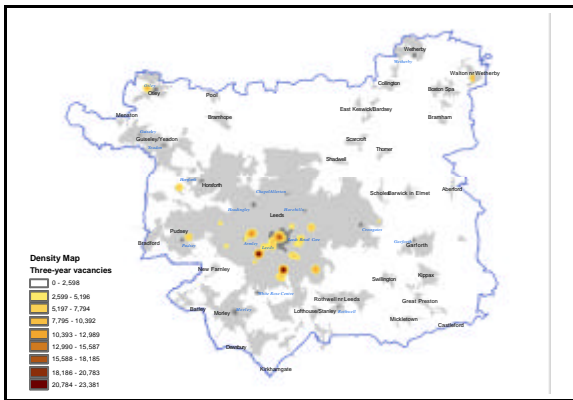 Wetherby
Wetherby
Walton nr Wetherby
Collington
Boston Spa
Otley
Pool
East Keswick/Bardsey
Menston
Bramhope
Bramham
Guiseley/Yeadon
Scarcroft
Thorner
Shadwell
Horsforth
Scholes
Barwick in Elmet
Aberford
Leeds
Pudsey
Bradford
Garforth
New Farnley
Kippax
Swillington
Great Preston
Rothwell nr Leeds
Batley
Morley
Lofthouse/Stanley
Mickletown
Castleford
Dewsbury
Kirkhamgate
Density Map
Three-year vacancies
0 - 2,598
2,599 - 5,196
5,197 - 7,794
7,795 - 10,392
10,393 - 12,989
12,990 - 15,587
15,588 - 18,185
18,186 - 20,783
20,784 - 23,381